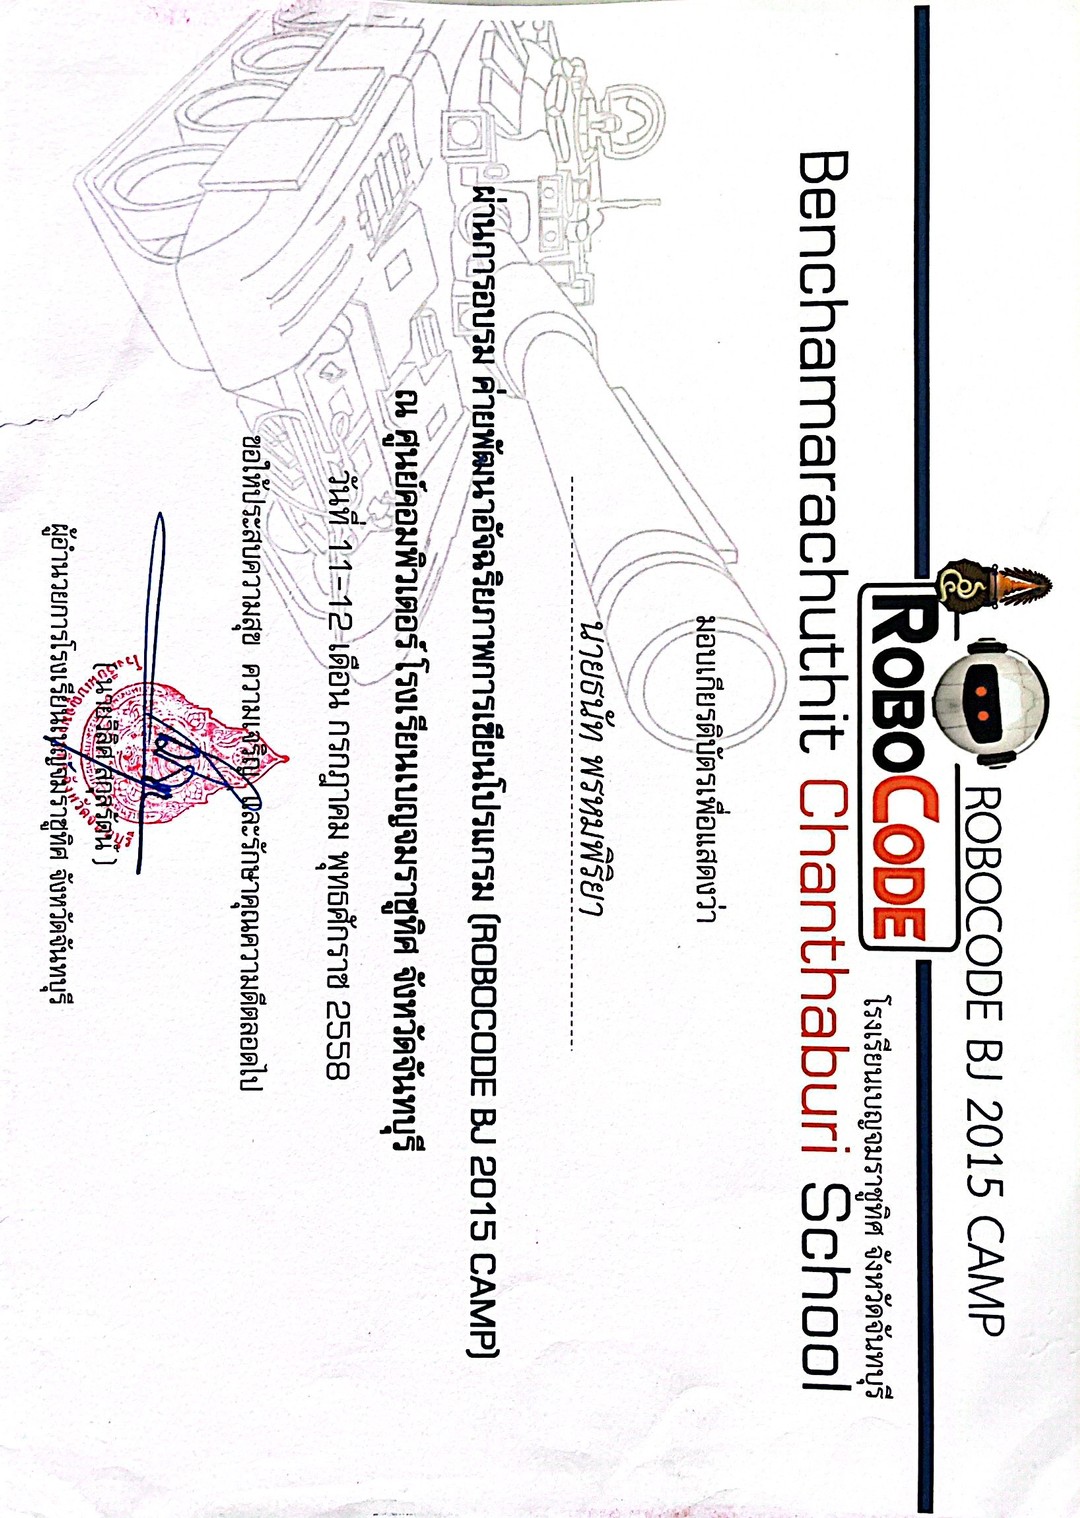 ROBOCODE BJ 2015 CAMP
ROBOCODE
โรงเรียนเบญจมราชูทิศ จังหวัดจันทบุรี
Benchamarachuthit Chanthaburi School
มอบเกียรติบัตรเพื่อแสดงว่า
นายธนัท พรหมพิริยา
ผ่านการอบรม ค่ายพัฒนาอัจฉริยภาพการเขียนโปรแกรม (ROBOCODE BJ 2015 CAMP)
ณ ศูนย์คอมพิวเตอร์ โรงเรียนเบญจมราชูทิศ จังหวัดจันทบุรี
วันที่ 11-12 เดือน กรกฎาคม พุทธศักราช 2558
ขอให้ประสบความสุข ความเจริญ และรักษาคุณความดีตลอดไป
( นายวิลิศ สกุลรัตน์ )
ผู้อำนวยการโรงเรียนเบญจมราชูทิศ จังหวัดจันทบุรี
โรงเรียนเบญจมราชูทิศ จังหวัดจันทบุรี